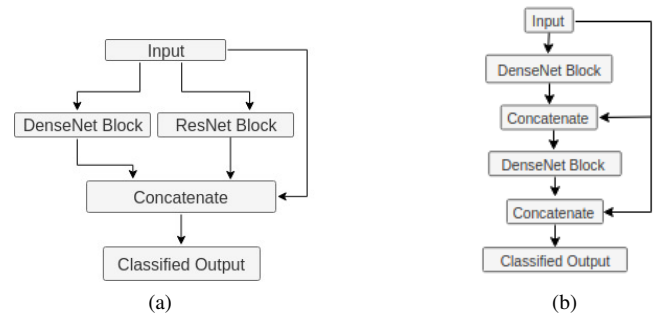 Input
DenseNet Block
ResNet Block
Concatenate
Classified Output
(a)
Input
DenseNet Block
Concatenate
DenseNet Block
Concatenate
Classified Output
(b)